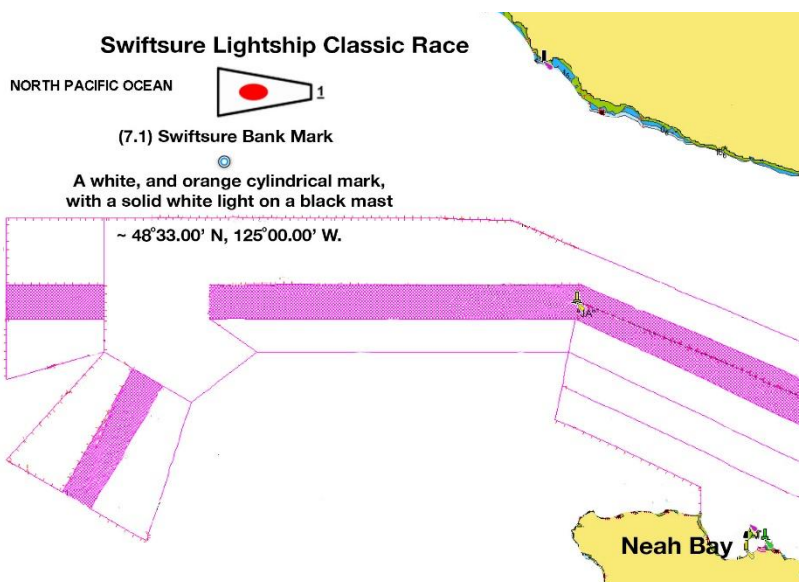 Swiftsure Lightship Classic Race
NORTH PACIFIC OCEAN
1
(7.1) Swiftsure Bank Mark
A white, and orange cylindrical mark,
with a solid white light on a black mast
~ 48°33.00' N, 125°00.00' W.
"JA"
Neah Bay